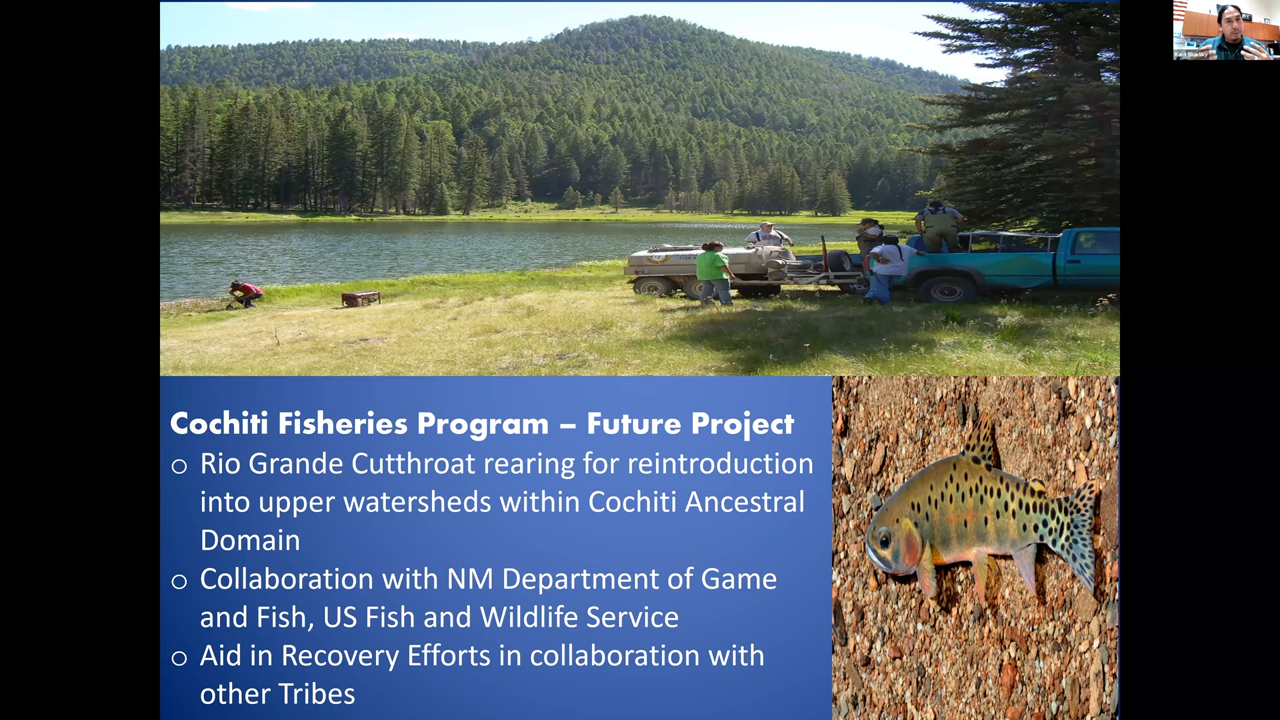 Cochiti Fisheries Program – Future Project
o Rio Grande Cutthroat rearing for reintroduction
into upper watersheds within Cochiti Ancestral
Domain
o Collaboration with NM Department of Game
and Fish, US Fish and Wildlife Service
o Aid in Recovery Efforts in collaboration with
other Tribes